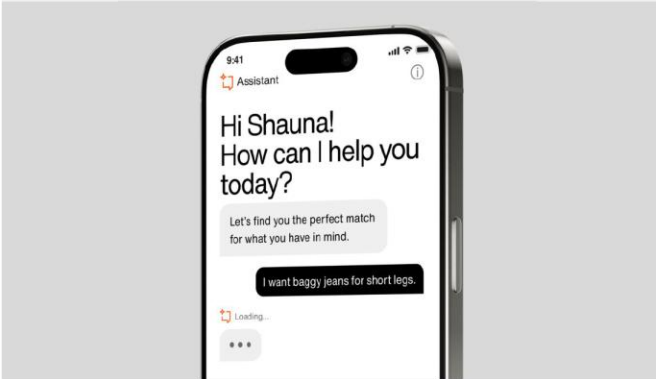 9:41
Assistant
Hi Shauna!
How can I help you
today?
Let's find you the perfect match
for what you have in mind.
I want baggy jeans for short legs.
Loading...